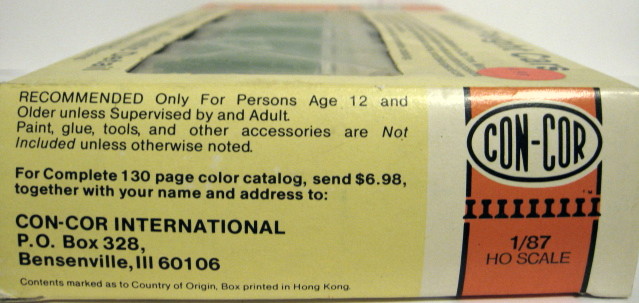 RECOMMENDED Only For Persons Age 12 and
Older unless Supervised by and Adult.
Paint, glue, tools, and other accessories are Not
Included unless otherwise noted.
For Complete 130 page color catalog, send $6.98,
together with your name and address to:
CON-COR INTERNATIONAL
P.O. Box 328,
Bensenville, Ill 60106
Contents marked as to Country of Origin, Box printed in Hong Kong.
CON-COR
1/87
HO SCALE